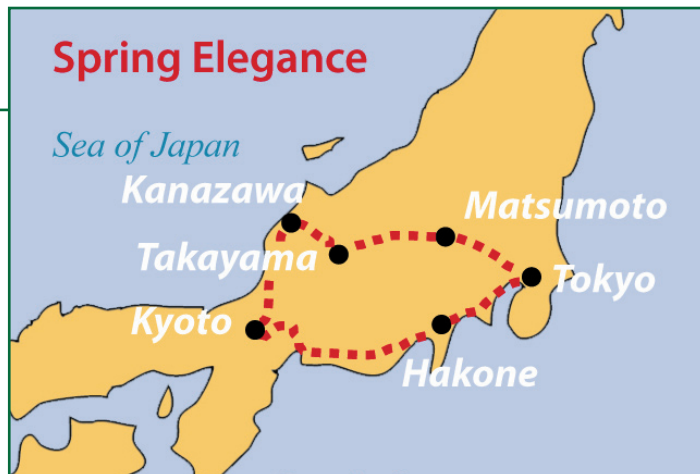 Spring Elegance
Sea of Japan
Kanazawa
Matsumoto
Takayama
Tokyo
Kyoto
Hakone